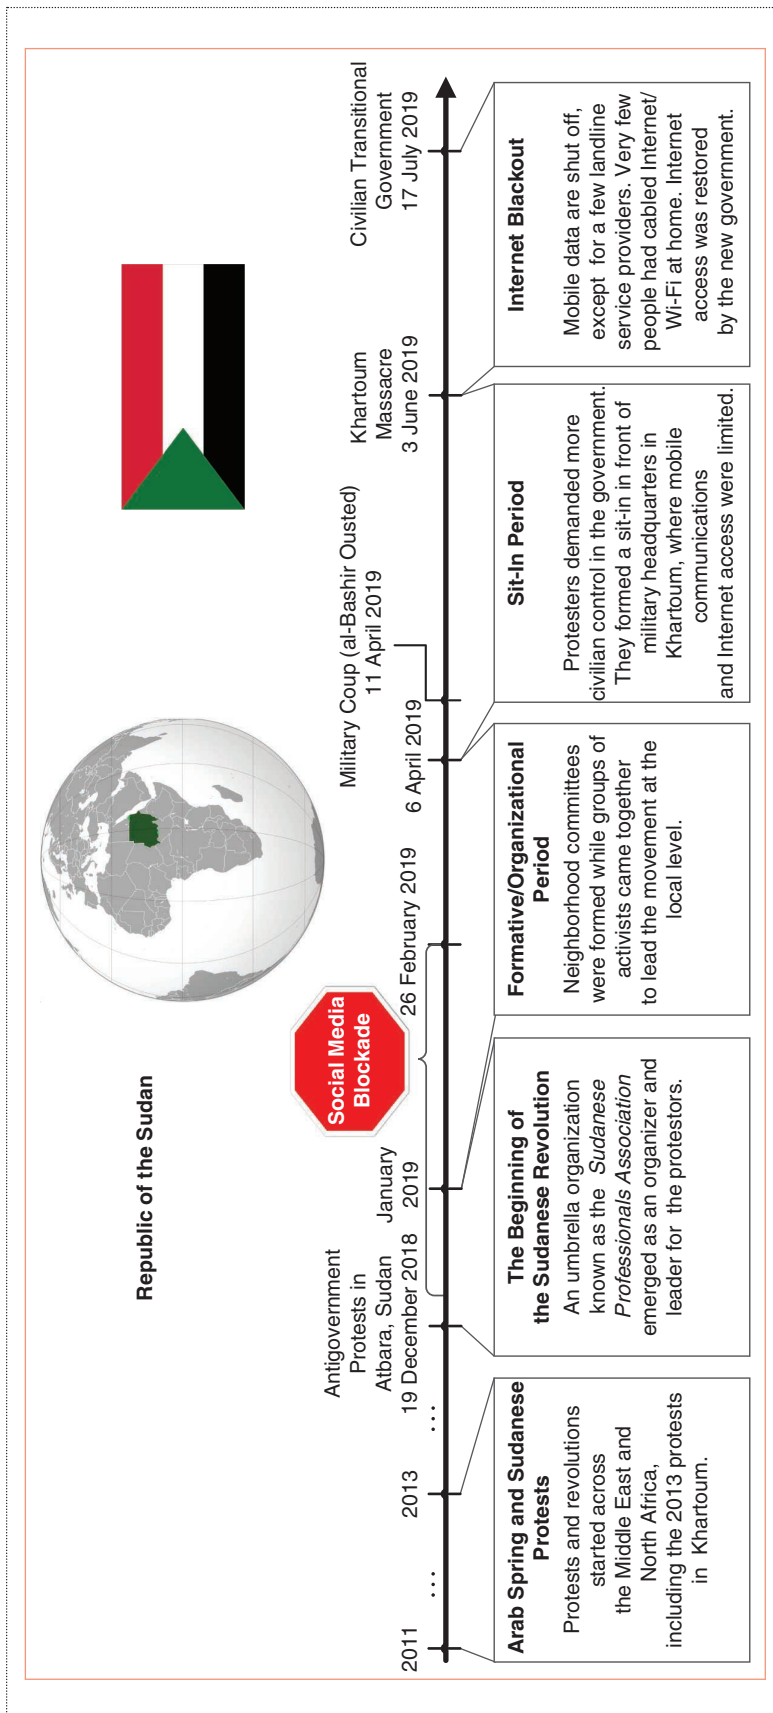 Republic of the Sudan
Social Media
Blockade
2011
...
2013
...
Antigovernment
Protests in
Atbara, Sudan
19 December 2018
January
2019
26 February 2019
6 April 2019
Military Coup (al-Bashir Ousted)
11 April 2019
Khartoum
Massacre
3 June 2019
Civilian Transitional
Government
17 July 2019
Arab Spring and Sudanese
Protests
Protests and revolutions
started across
the Middle East and
North Africa,
including the 2013 protests
in Khartoum.
The Beginning of
the Sudanese Revolution
An umbrella organization
known as the Sudanese
Professionals Association
emerged as an organizer and
leader for the protestors.
Formative/Organizational
Period
Neighborhood committees
were formed while groups of
activists came together
to lead the movement at the
local level.
Sit-In Period
Protesters demanded more
civilian control in the government.
They formed a sit-in in front of
military headquarters in
Khartoum, where mobile
communications
and Internet access were limited.
Internet Blackout
Mobile data are shut off,
except for a few landline
service providers. Very few
people had cabled Internet/
Wi-Fi at home. Internet
access was restored
by the new government.